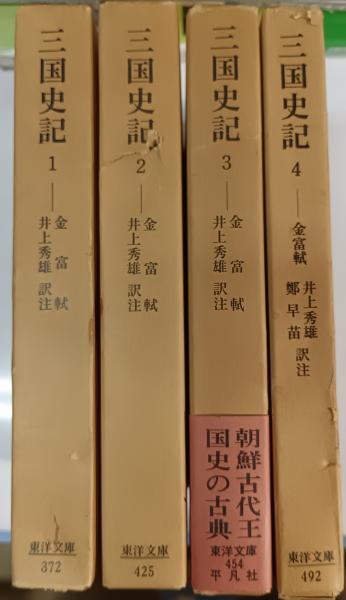 三国史記
1
金富軾
井上秀雄 訳注
東洋文庫
372
三国史記
2
金富軾
井上秀雄 訳注
東洋文庫
425
三国史記
3
金富軾
井上秀雄 訳注
朝鮮古代王
国史の古典
東洋文庫
454
平凡社
三国史記
4
金富軾
井上秀雄
鄭早苗
訳注
東洋文庫
492